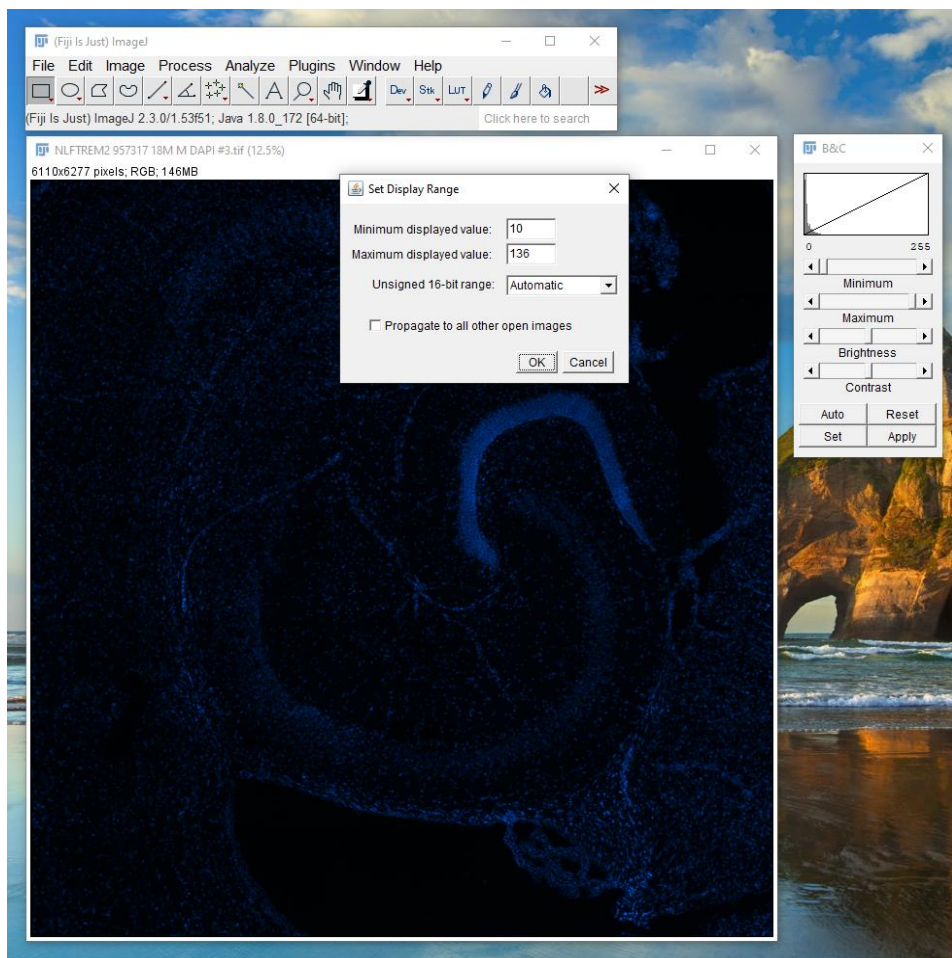 (Fiji Is Just) ImageJ
File Edit Image Process Analyze Plugins Window Help
Dev Stk LUT
(Fiji Is Just) ImageJ 2.3.0/1.53f51; Java 1.8.0_172 [64-bit];
Click here to search
NLFTREM2 957317 18M M DAPI #3.tif (12.5%)
6110x6277 pixels; RGB; 146MB
Set Display Range
Minimum displayed value: 10
Maximum displayed value: 136
Unsigned 16-bit range: Automatic
Propagate to all other open images
OK Cancel
B&C
0 255
Minimum
Maximum
Brightness
Contrast
Auto Reset
Set Apply